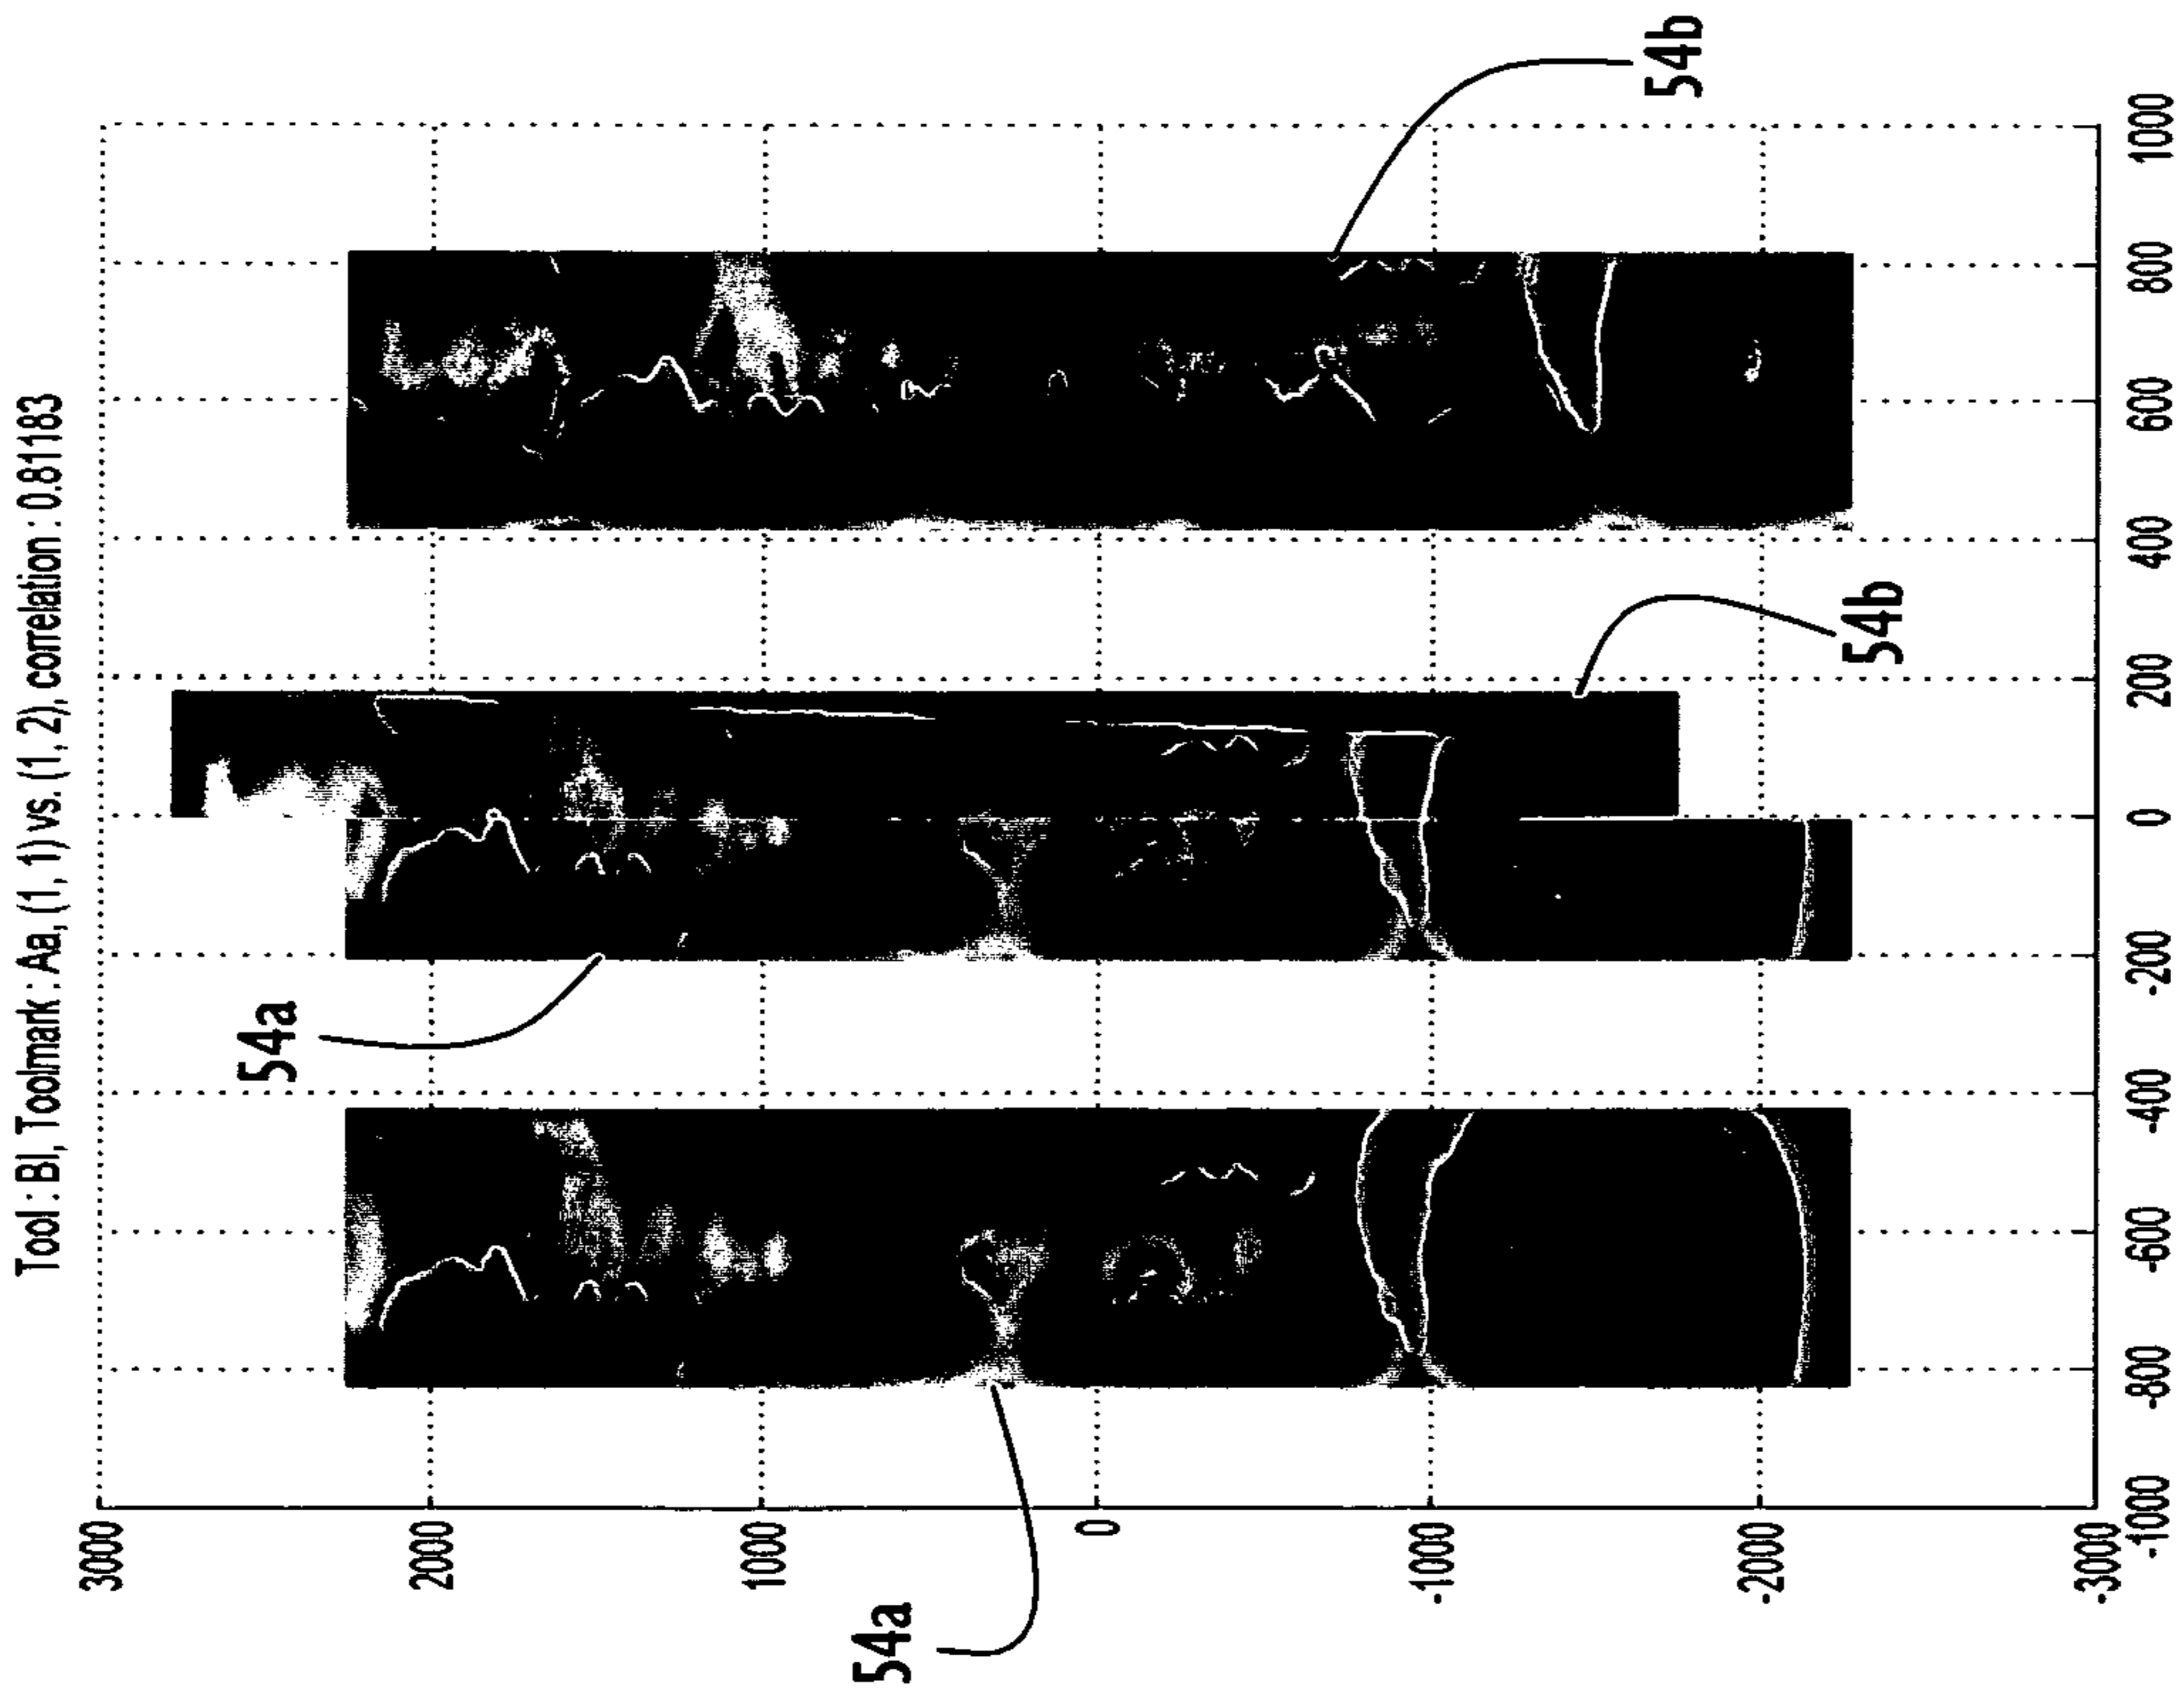 Tool : Bl, Toolmark : Aa, (1, 1) vs. (1, 2), correlation : 0.81183
3000
54a
2000
1000
54a
0
-1000
54b
-2000
54b
-3000
-1000 -800 -600 -400 -200 0 200 400 600 800 1000